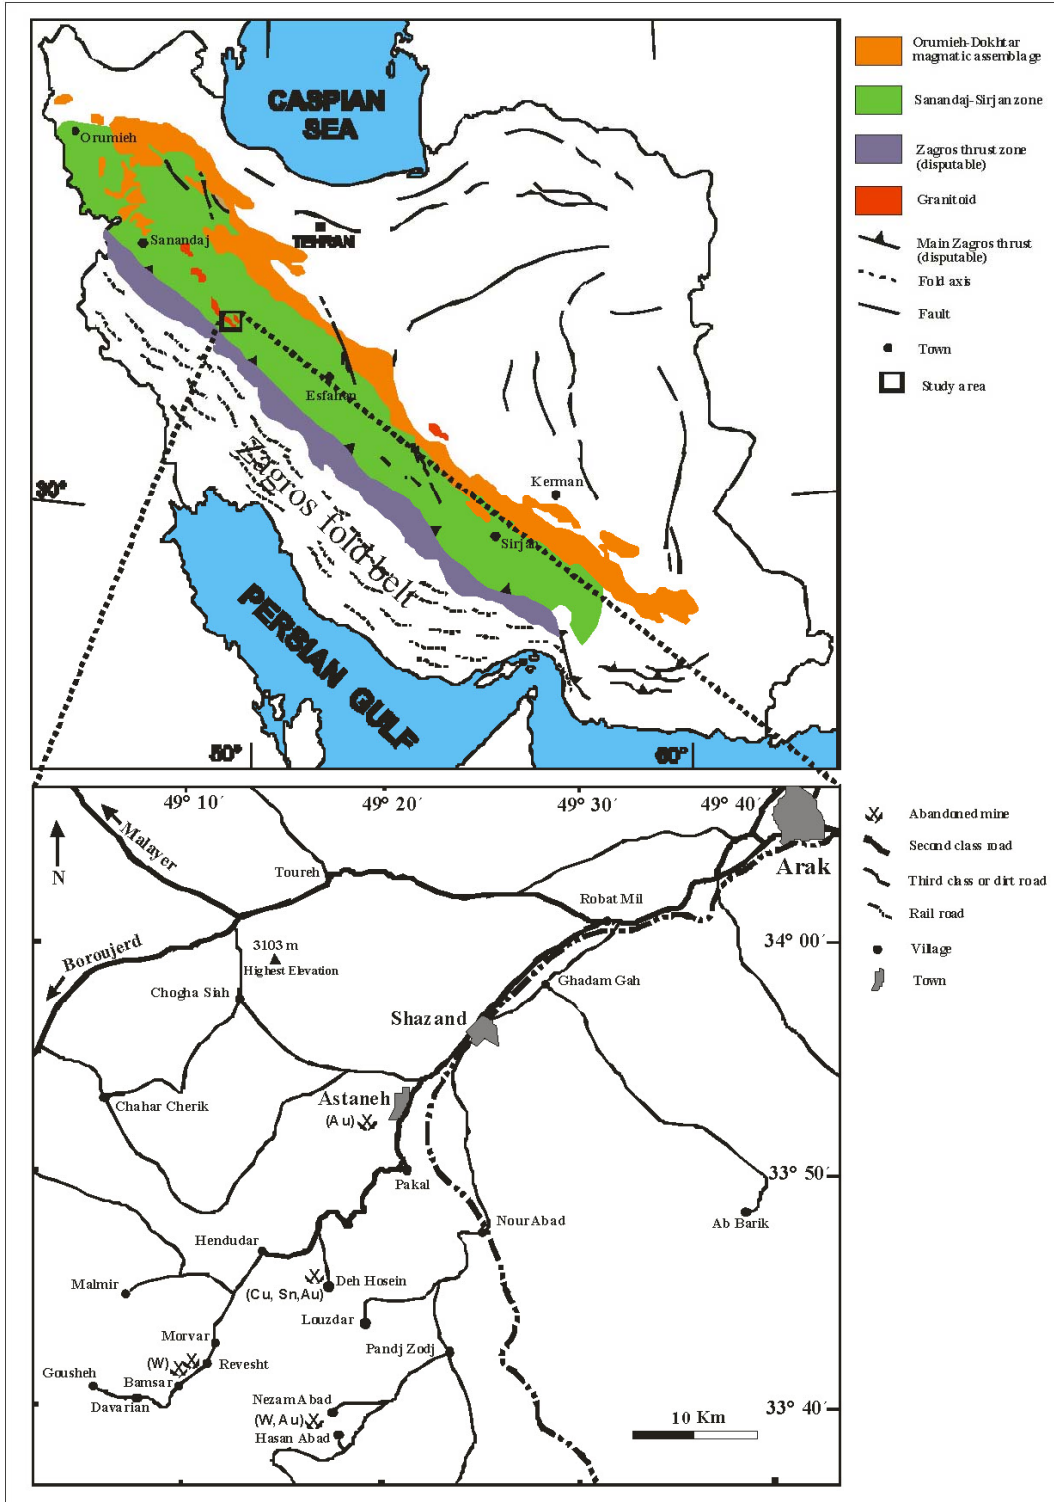 CASPIAN
SEA
Orumieh
Sanandaj
TEHRAN
Esfahan
Zagros fold belt
30°
Kerman
Sirjan
PERSIAN GULF
50°
60°
Orumieh-Dokhtar
magmatic assemblage
Sanandaj-Sirjan zone
Zagros thrust zone
(disputable)
Granitoid
Main Zagros thrust
(disputable)
Fold axis
Fault
Town
Study area
49° 10´
49° 20´
49° 30´
49° 40´
N
Malayer
Toureh
Arak
Robat Mil
Boroujerd
3103 m
Highest Elevation
34° 00´
Chogha Siah
Ghadam Gah
Shazand
Chahar Cherik
Astaneh
(Au)
Pakal
33° 50´
Ab Barik
Nour Abad
Hendudar
Malmir
Deh Hosein
(Cu, Sn,Au)
Louzdar
Morvar
Pandj Zodj
(W)
Revesht
Gousheh
Bamsar
Davarian
Nezam Abad
(W, Au)
Hasan Abad
33° 40´
10 Km
Abandoned mine
Second class road
Third class or dirt road
Rail road
Village
Town